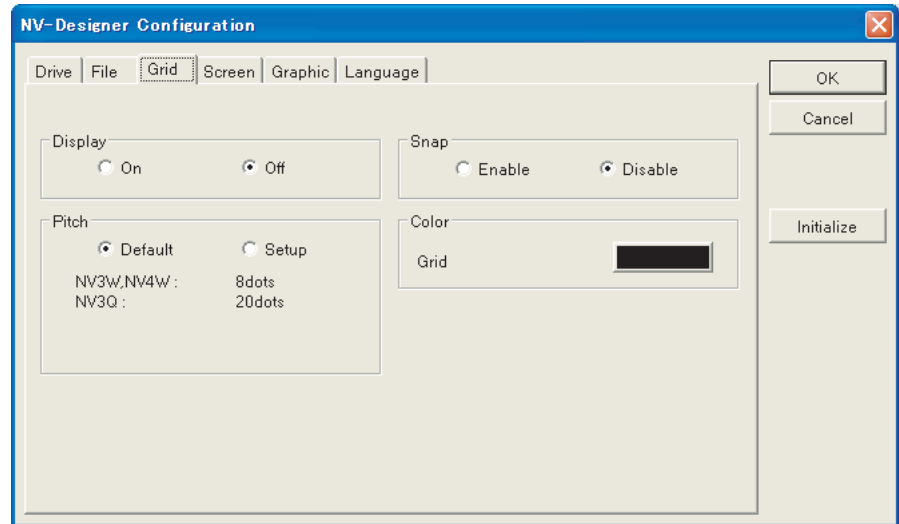 NV-Designer Configuration
Drive File Grid Screen Graphic Language
OK
Cancel
Initialize
Display
On Off
Snap
Enable Disable
Pitch
Default Setup
NV3W,NV4W : 8dots
NV3Q : 20dots
Color
Grid